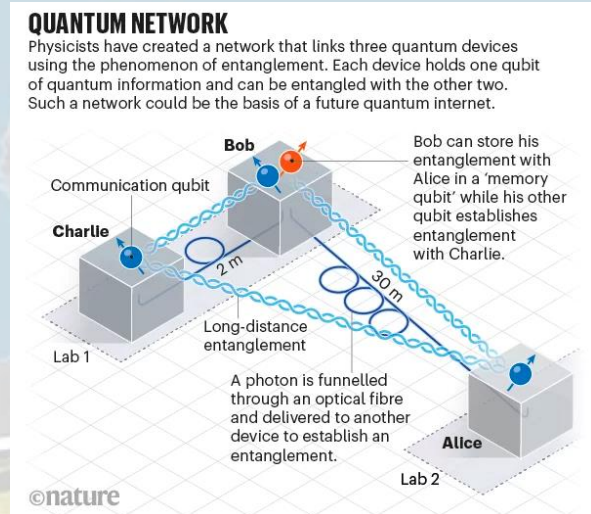 QUANTUM NETWORK
Physicists have created a network that links three quantum devices
using the phenomenon of entanglement. Each device holds one qubit
of quantum information and can be entangled with the other two.
Such a network could be the basis of a future quantum internet.
Bob
Bob can store his
entanglement with
Alice in a ‘memory
qubit’ while his other
qubit establishes
entanglement
with Charlie.
Communication qubit
Charlie
2 m
30 m
Long-distance
entanglement
Lab 1
A photon is funnelled
through an optical fibre
and delivered to another
device to establish an
entanglement.
Alice
Lab 2
©nature